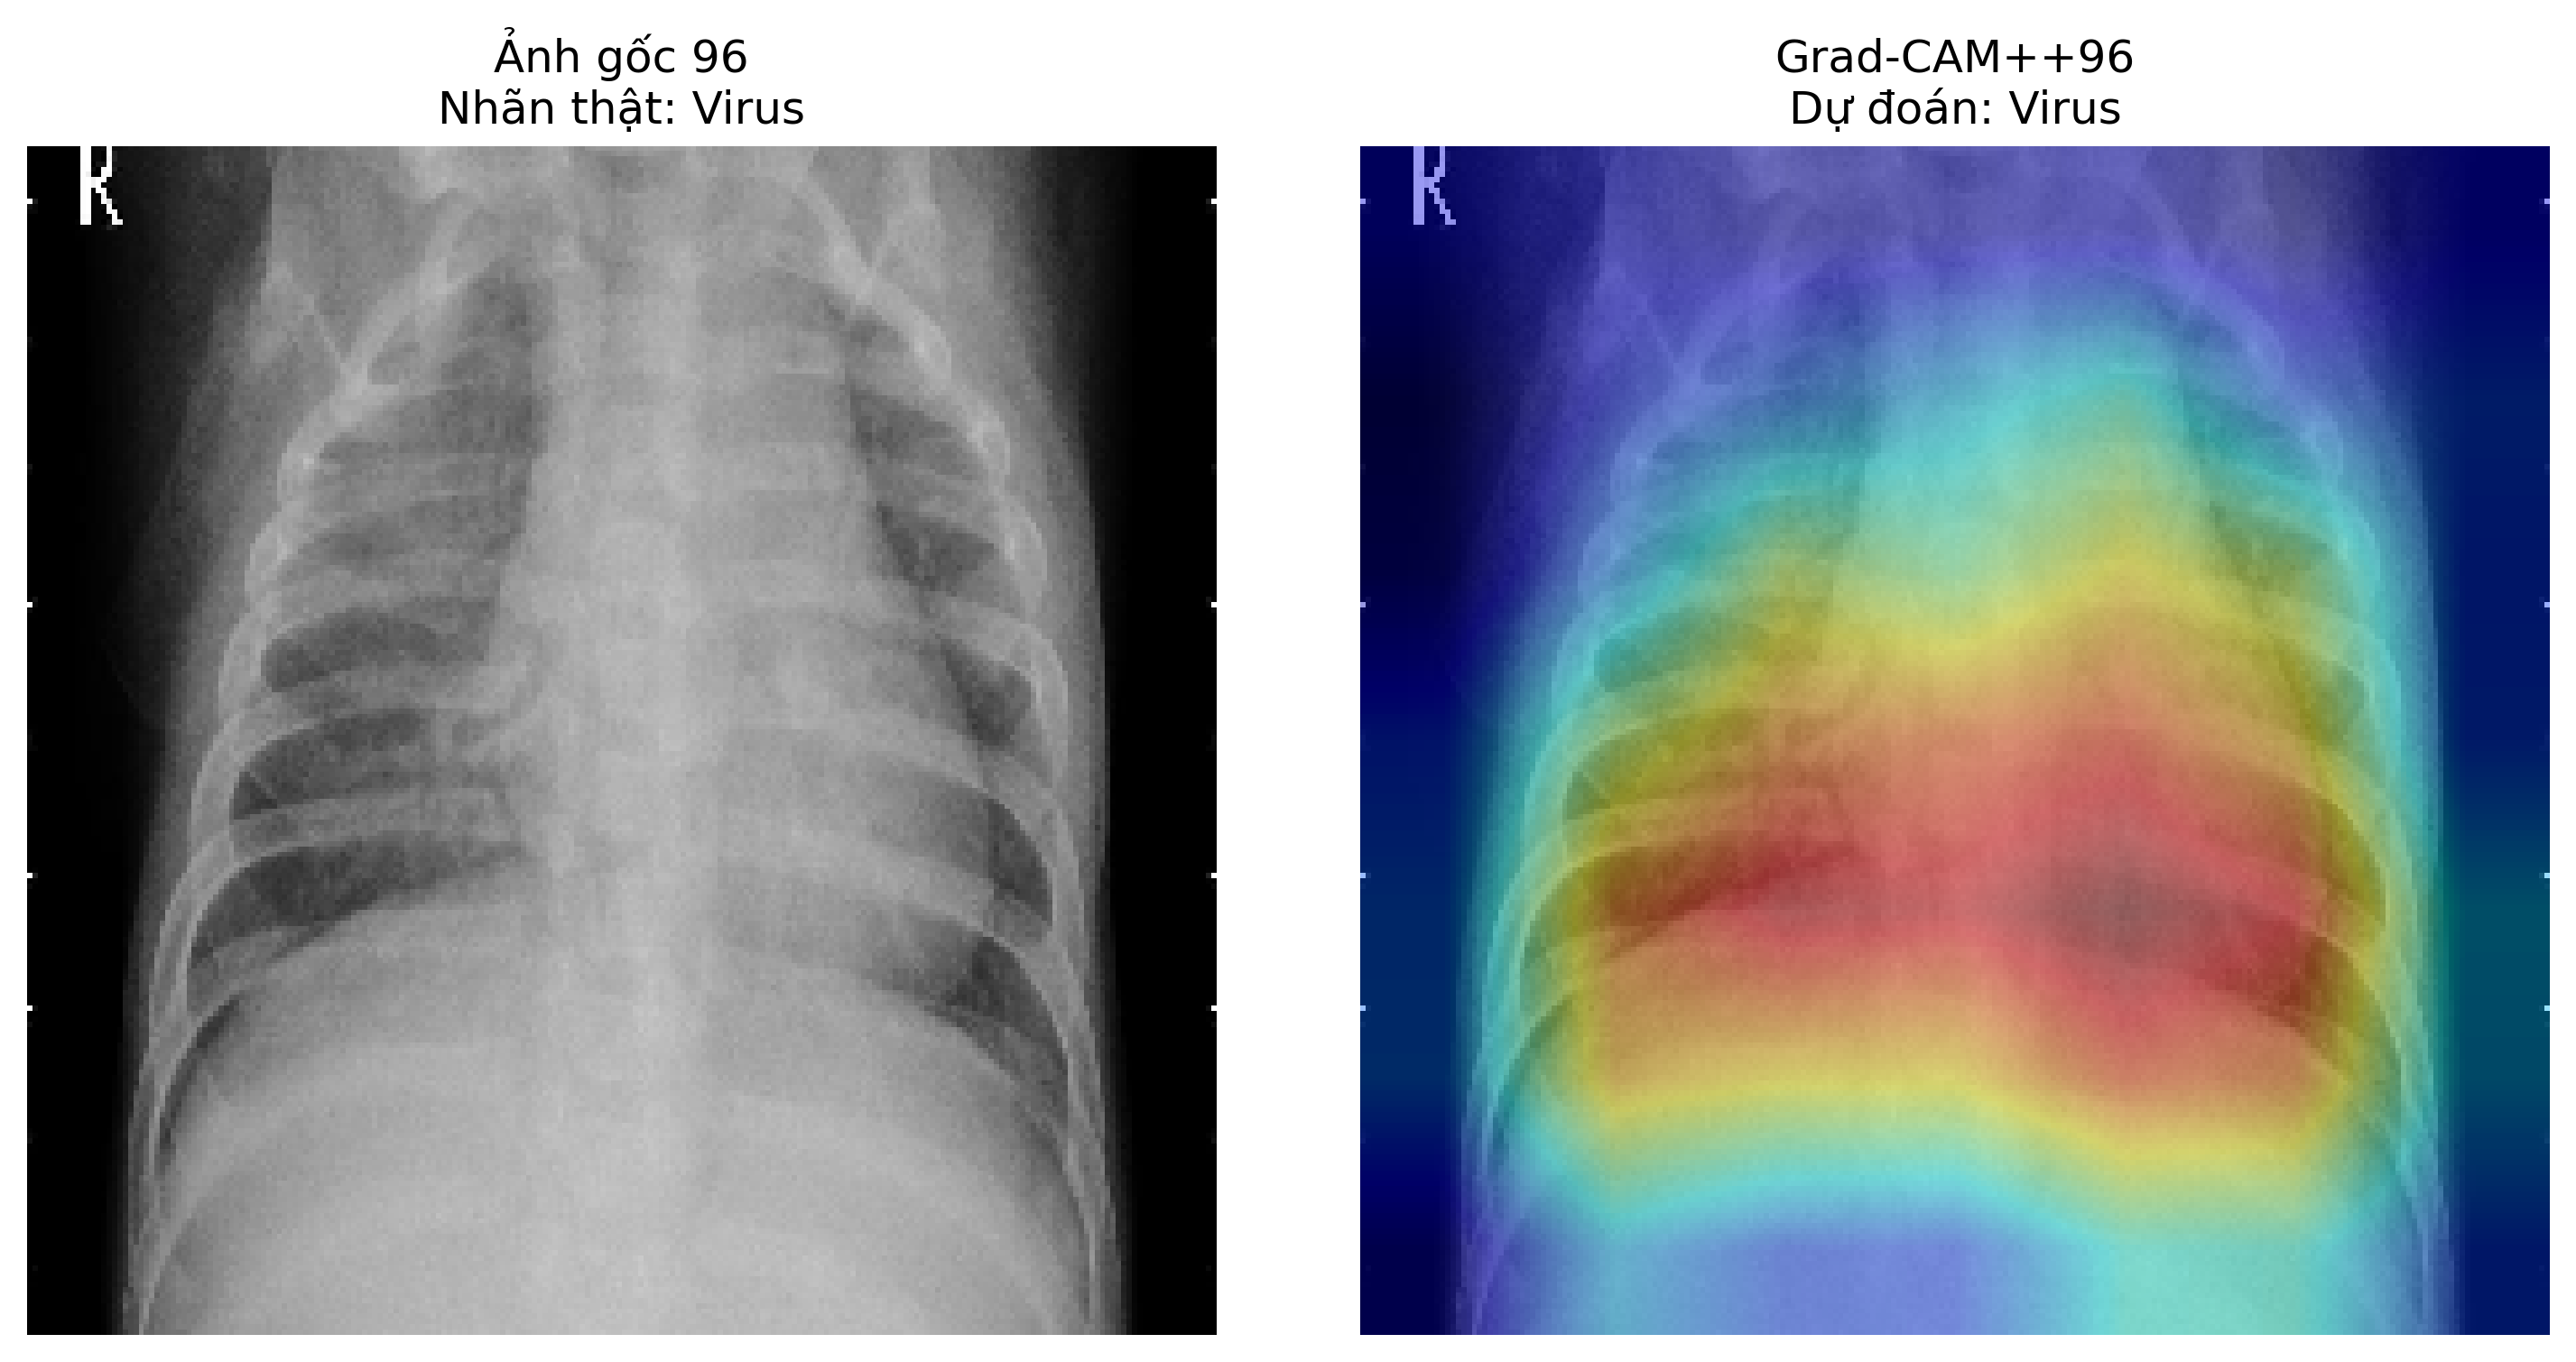 Ảnh gốc 96
Nhãn thật: Virus
Grad-CAM++96
Dự đoán: Virus
R
R